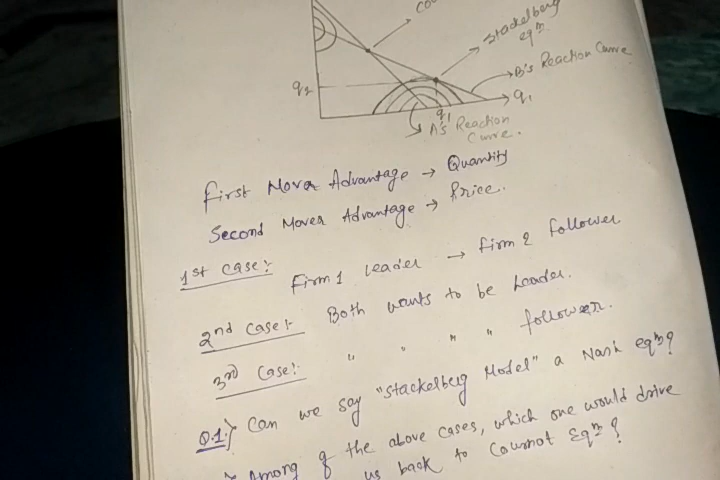 Stackelberg
eqm
B's Reaction Curve
q2
q1
q1
A's Reaction
Curve.
First Mover Advantage → Quantity
Second Mover Advantage → Price.
1st case:- Firm 1 leader → Firm 2 follower
2nd case:- Both wants to be Leader.
3rd case:- " " " " follower.
Q.1.} Can we say "Stackelberg Model" a Nash eqm?
Among of the above cases, which one would drive
us back to Cournot Eqm?